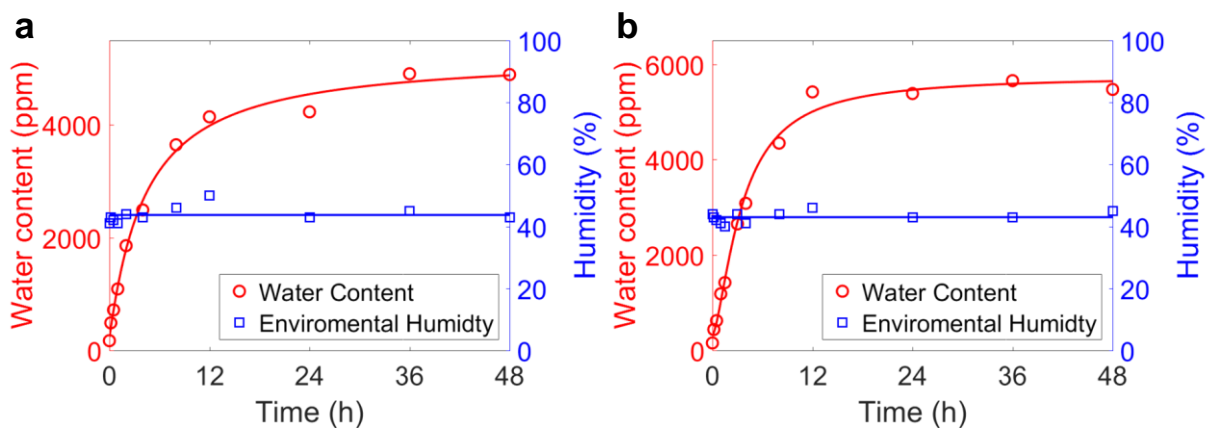 a
Water content (ppm)
4000
2000
0
100
80
60
40
20
0
Humidity (%)
Water Content
Enviromental Humidty
0 12 24 36 48
Time (h)
b
Water content (ppm)
6000
4000
2000
0
100
80
60
40
20
0
Humidity (%)
Water Content
Enviromental Humidty
0 12 24 36 48
Time (h)